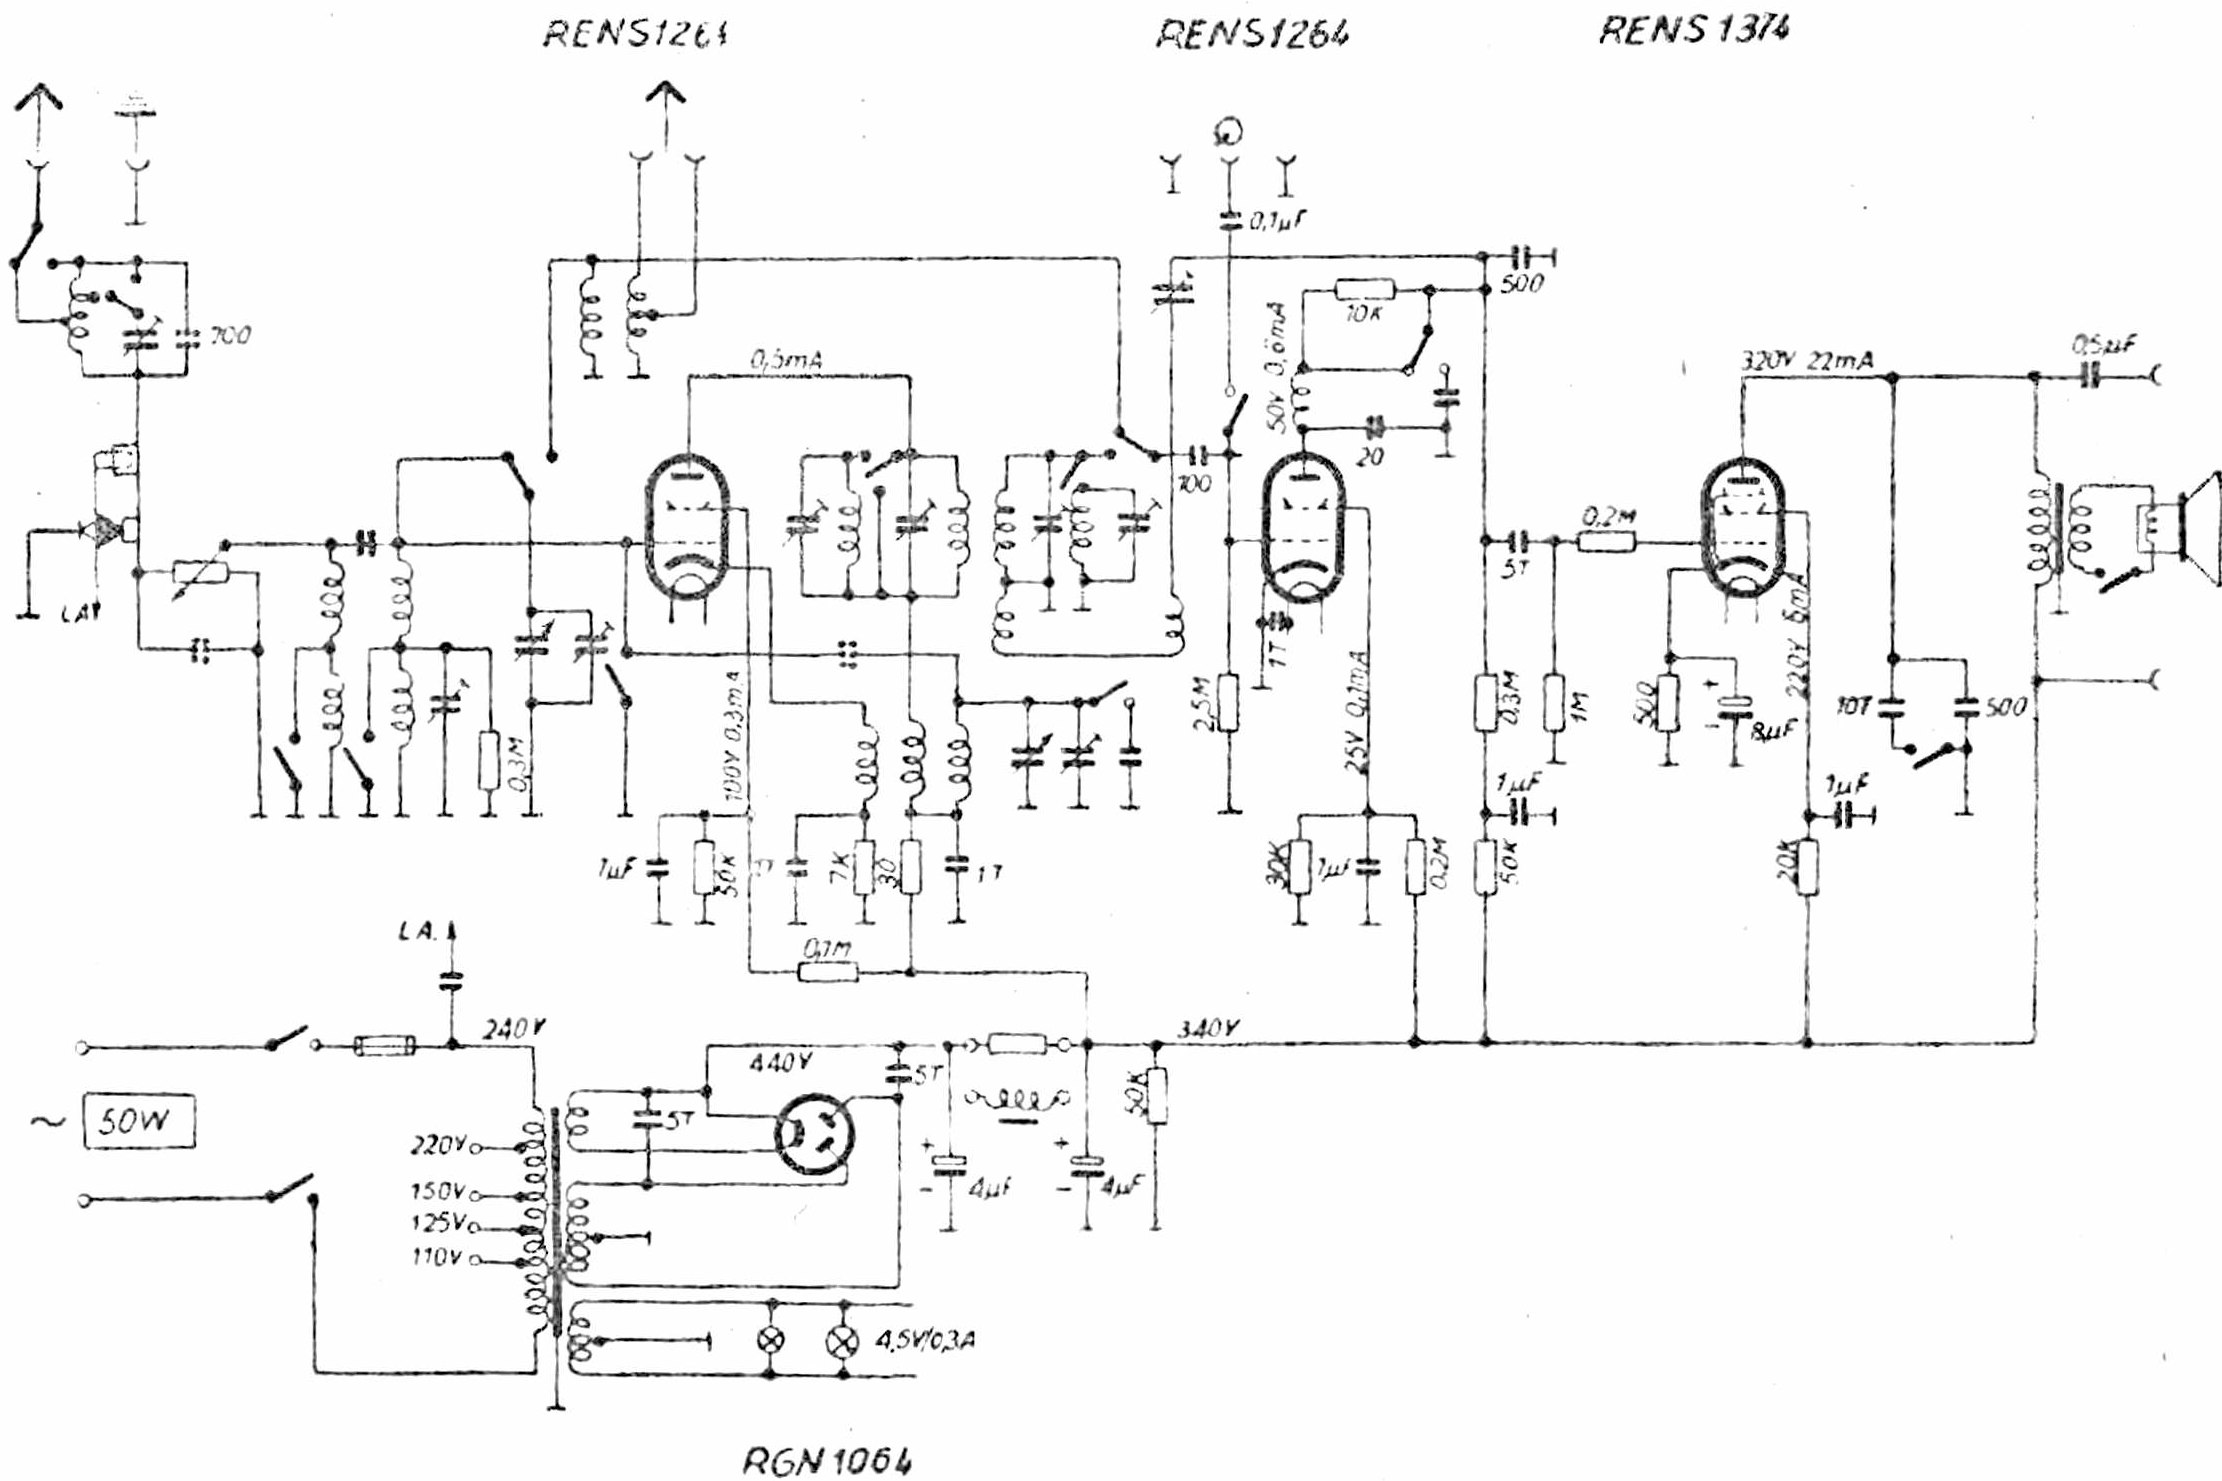 RENS1264
RENS1264
RENS1374
0,1µF
500
10K
50V 0,6mA
20
100
0,5mA
320V 22mA
0,5µF
LA
5T
0,2M
220V 5mA
1T
2,5M
25V 0,1mA
0,3M
1M
500
8µF
10T
500
100V 0,3mA
0,3M
1µF
50K
7K
30
1T
30K
1µF
0,2M
1µF
50K
1µF
20K
0,1M
LA.
240V
340V
440V
5T
5T
50K
~ 50W
220V
150V
125V
110V
+
-
4µF
+
-
4µF
4,5V/0,3A
RGN1064